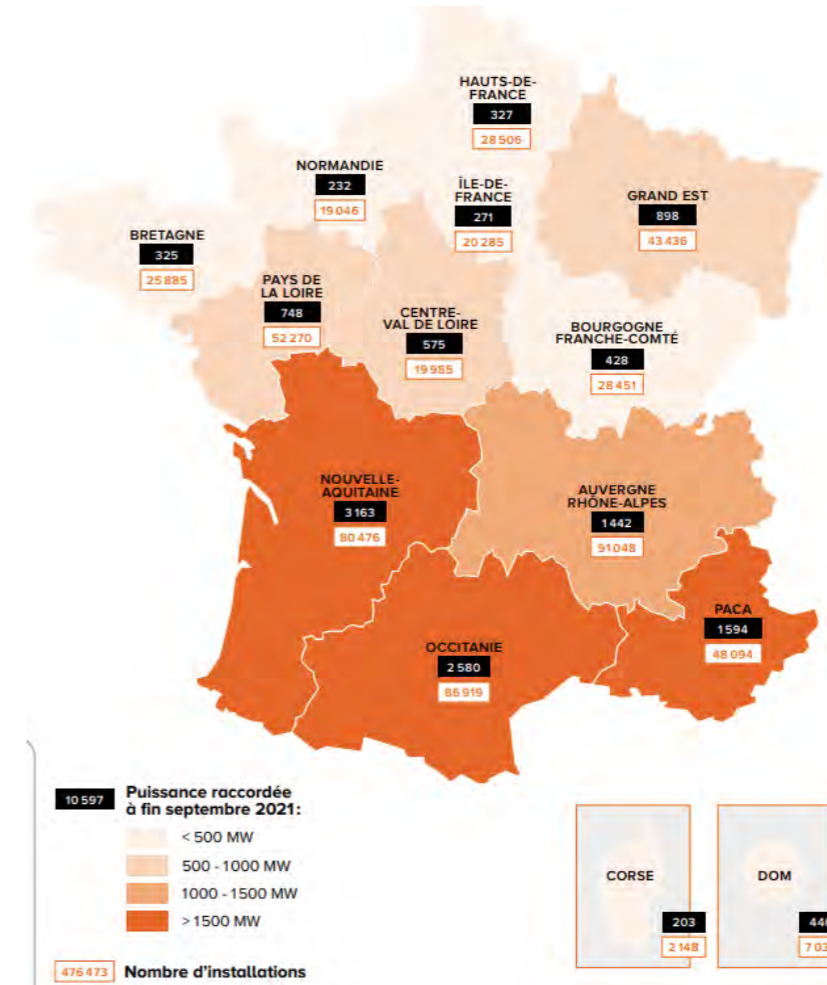 HAUTS-DE-
FRANCE
327
28 506
NORMANDIE
232
19 046
ÎLE-DE-
FRANCE
271
20 285
GRAND EST
898
43 436
BRETAGNE
325
25 885
PAYS DE
LA LOIRE
748
52 270
CENTRE-
VAL DE LOIRE
575
19 985
BOURGOGNE
FRANCHE-COMTÉ
428
28 451
NOUVELLE-
AQUITAINE
3 163
80 476
AUVERGNE
RHÔNE-ALPES
1 442
91 048
PACA
1 594
48 094
OCCITANIE
2 580
86 919
10 597
Puissance raccordée
à fin septembre 2021 :
< 500 MW
500 - 1000 MW
1000 - 1500 MW
> 1500 MW
CORSE
203
2 148
DOM
476 473 Nombre d'installations